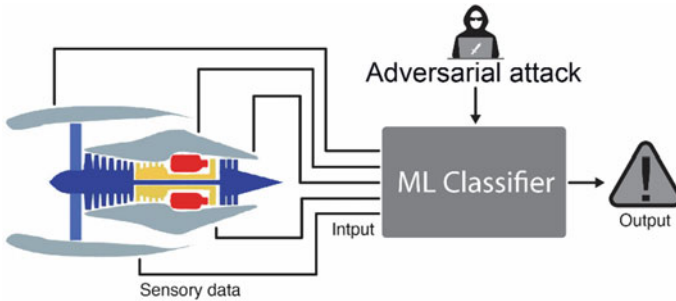 Adversarial attack
ML Classifier
Intput
Output
Sensory data